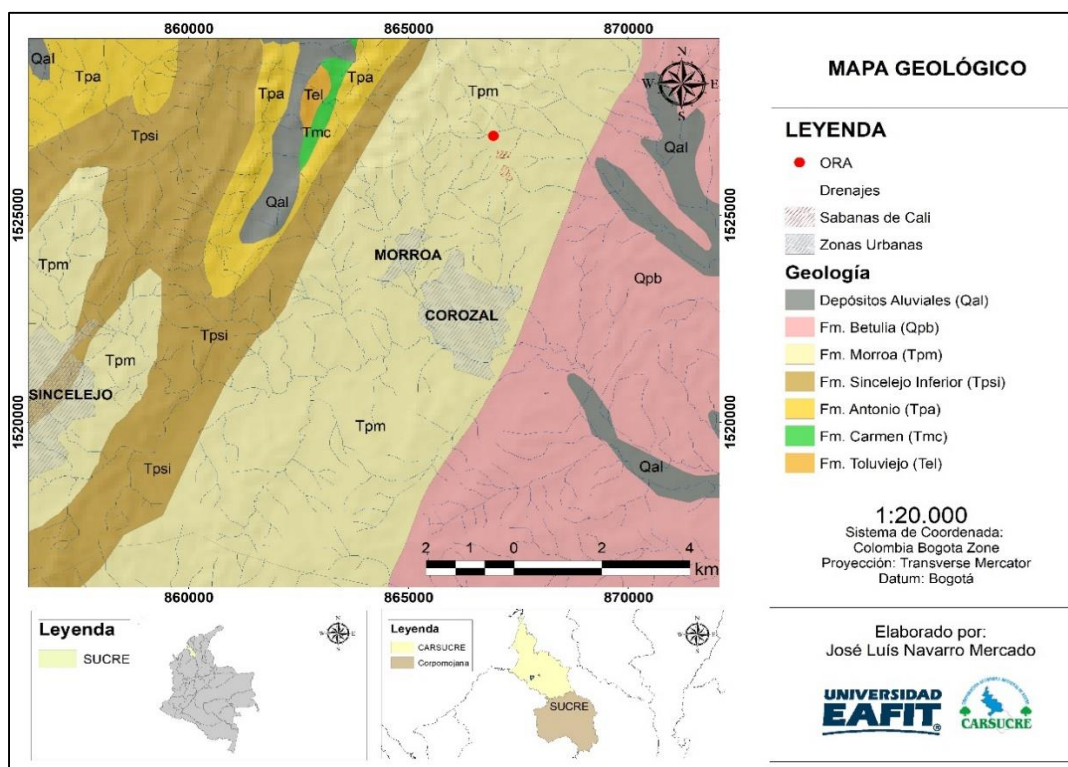 860000 865000 870000
Qal
Tpa
Tpsi
Tpa
Tel
Tpa
Tmc
Tpm
N
W E
S
Qal
1525000
1525000
Qal
Tpm
MORROA
Qpb
COROZAL
Tpsi
Tpm
SINCELEJO
1520000
1520000
Tpm
Tpsi
Qal
2 1 0 2 4
km
860000 865000 870000
MAPA GEOLÓGICO
LEYENDA
ORA
Drenajes
Sabanas de Cali
Zonas Urbanas
Geología
Depósitos Aluviales (Qal)
Fm. Betulia (Qpb)
Fm. Morroa (Tpm)
Fm. Sincelejo Inferior (Tpsi)
Fm. Antonio (Tpa)
Fm. Carmen (Tmc)
Fm. Toluviejo (Tel)
1:20.000
Sistema de Coordenada:
Colombia Bogota Zone
Proyección: Transverse Mercator
Datum: Bogotá
Leyenda
SUCRE
Leyenda
CARSUCRE
Corpomojana
SUCRE
Elaborado por:
José Luís Navarro Mercado
UNIVERSIDAD
EAFIT
CARSUCRE